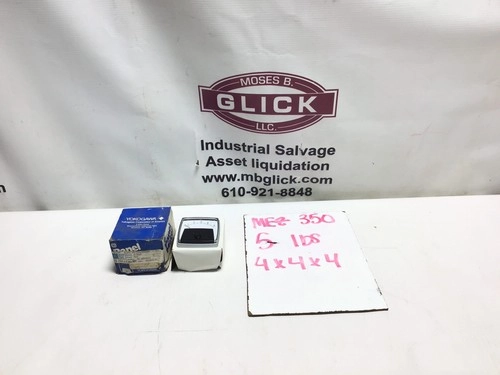 MOSES B.
GLICK
LLC.
Industrial Salvage
Asset liquidation
www.mbglick.com
610-921-8848
YOKOGAWA
Panel
MEZ-350
5- lbs
4x4x4